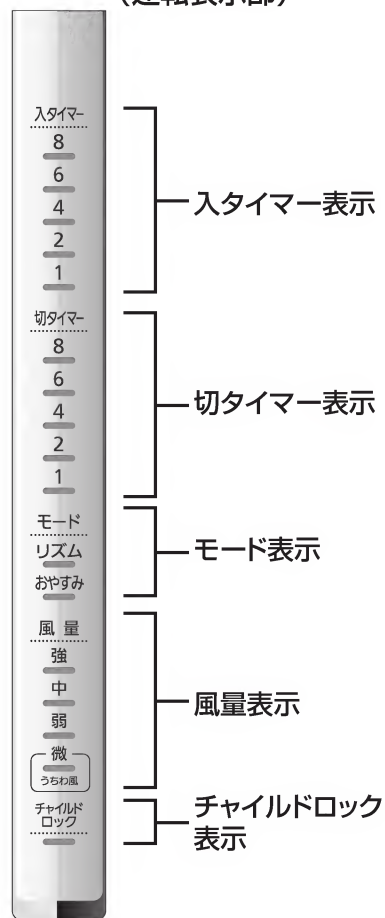 (運転表示部)
入タイマー
8
6
4
2
1
入タイマー表示
切タイマー
8
6
4
2
1
切タイマー表示
モード
リズム
おやすみ
モード表示
風量
強
中
弱
微
うちわ風
風量表示
チャイルド
ロック
チャイルドロック
表示